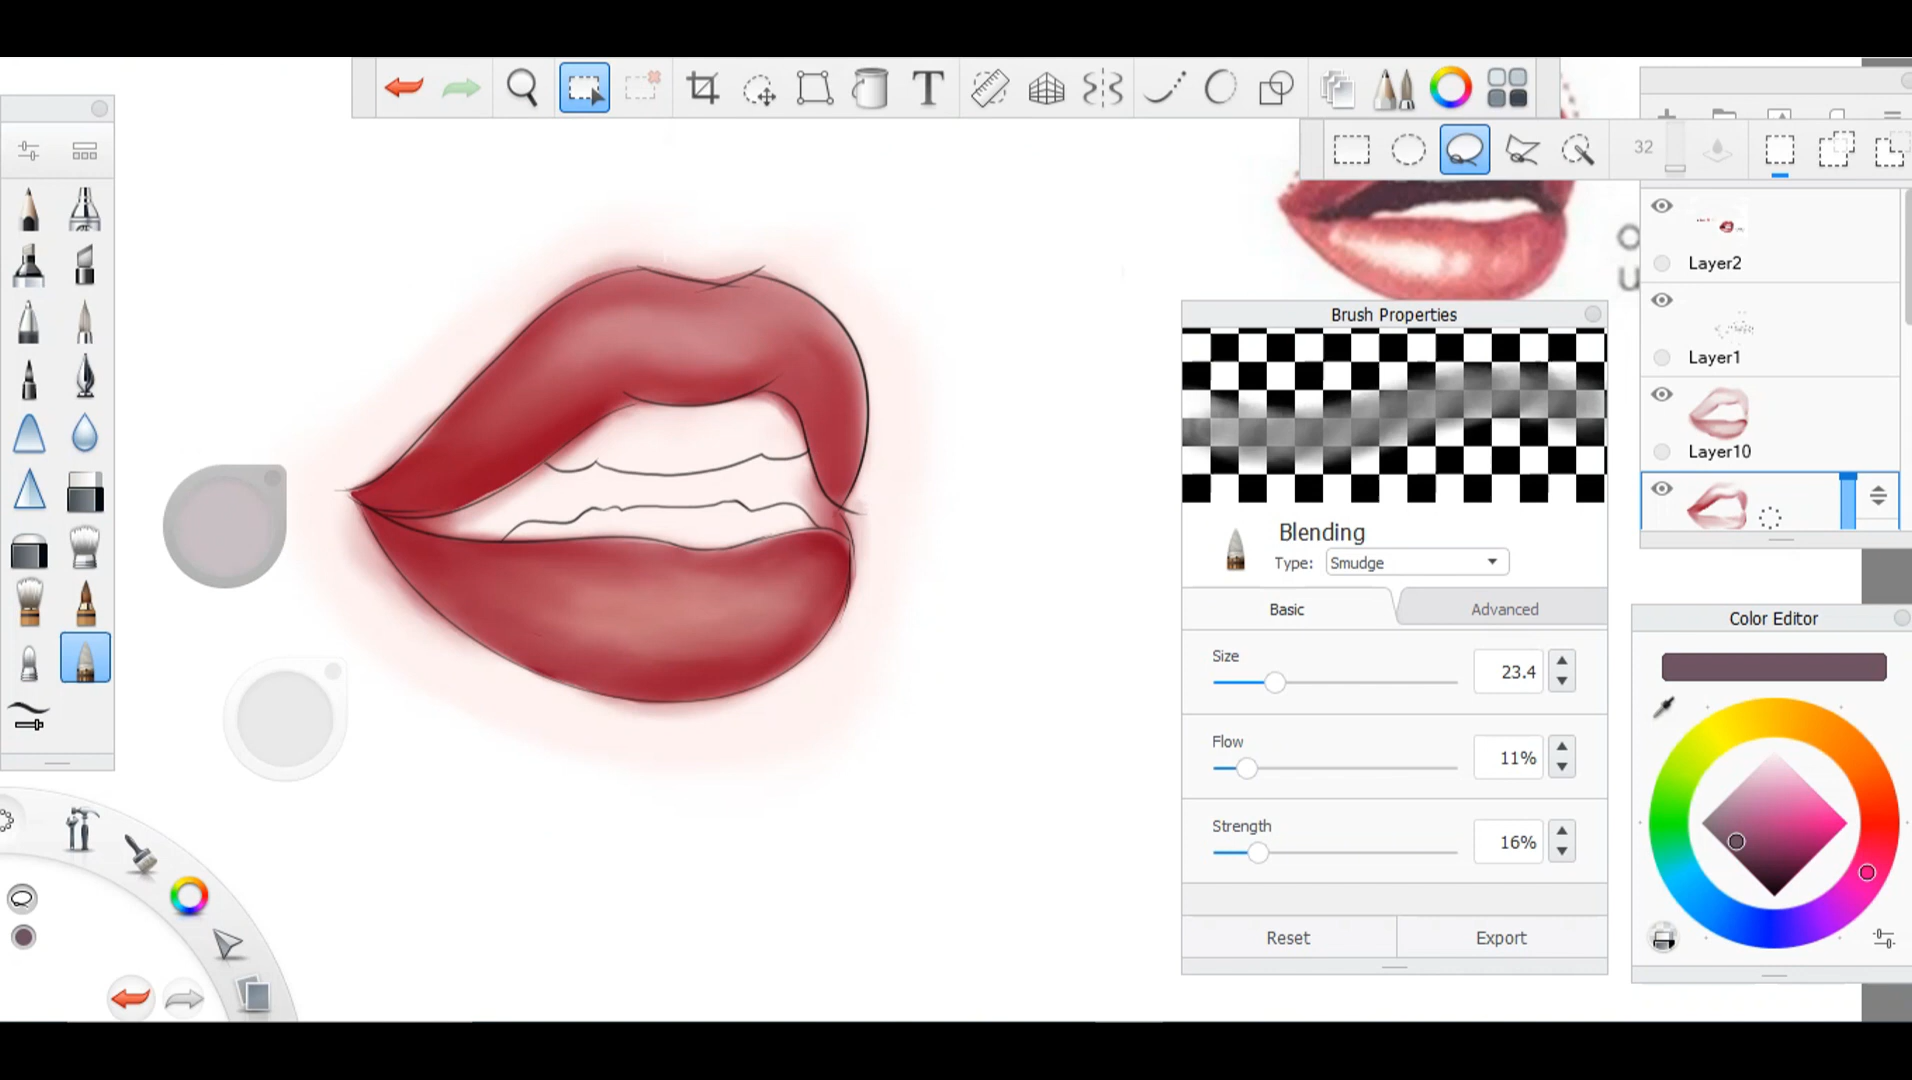 T
32
O
U
Layer2
Layer1
Layer10
Brush Properties
Blending
Type: Smudge
Basic
Advanced
Size
23.4
Flow
11%
Strength
16%
Reset
Export
Color Editor